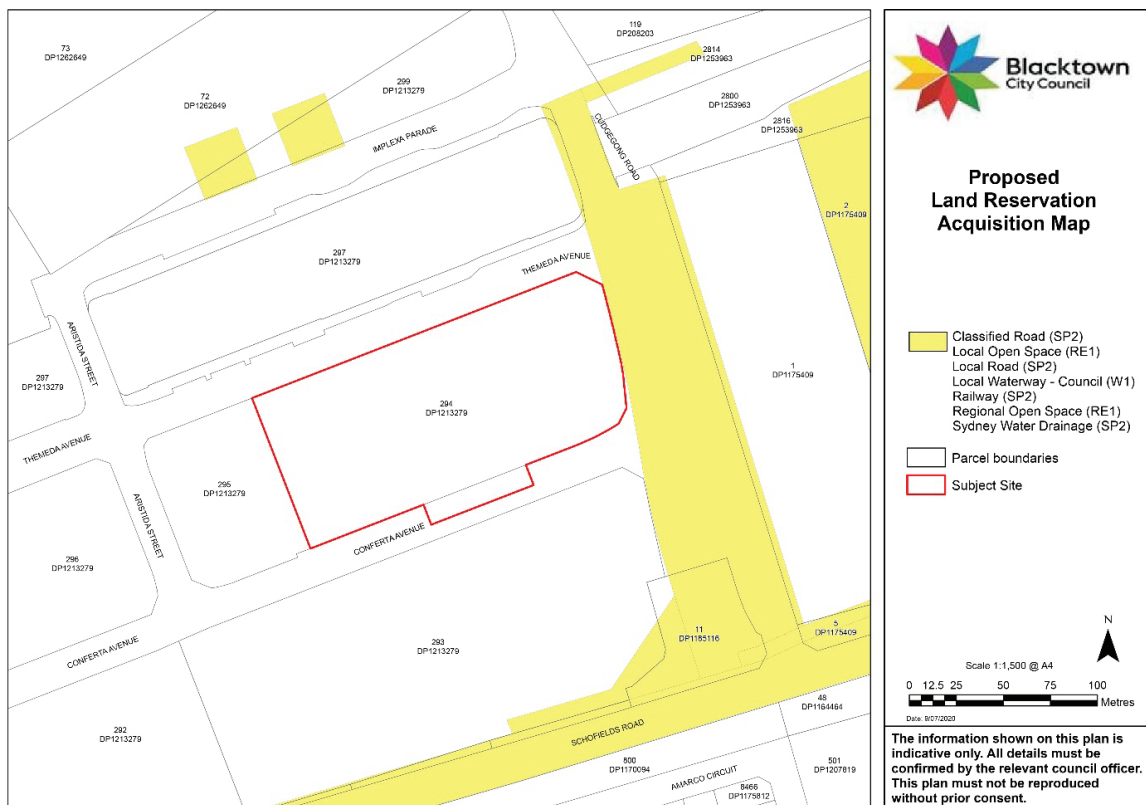 73
DP1262649
72
DP1262649
299
DP1213279
119
DP208203
2814
DP1253963
2800
DP1253963
2816
DP1253963
IMPLEXA PARADE
CUDGEGONG ROAD
2
DP1175409
297
DP1213279
THEMEDA AVENUE
ARISTIDA STREET
297
DP1213279
1
DP1175409
294
DP1213279
THEMEDA AVENUE
295
DP1213279
ARISTIDA STREET
CONFERTA AVENUE
296
DP1213279
11
DP1185116
5
DP1175409
293
DP1213279
CONFERTA AVENUE
48
DP1164464
SCHOFIELDS ROAD
292
DP1213279
600
DP1170094
501
DP1207819
AMARCO CIRCUIT
8466
DP1175812
Blacktown
City Council
Proposed
Land Reservation
Acquisition Map
Classified Road (SP2)
Local Open Space (RE1)
Local Road (SP2)
Local Waterway - Council (W1)
Railway (SP2)
Regional Open Space (RE1)
Sydney Water Drainage (SP2)
Parcel boundaries
Subject Site
N
Scale 1:1,500 @ A4
0 12.5 25 50 75 100
Metres
Date: 9/07/2020
The information shown on this plan is
indicative only. All details must be
confirmed by the relevant council officer.
This plan must not be reproduced
without prior consent.